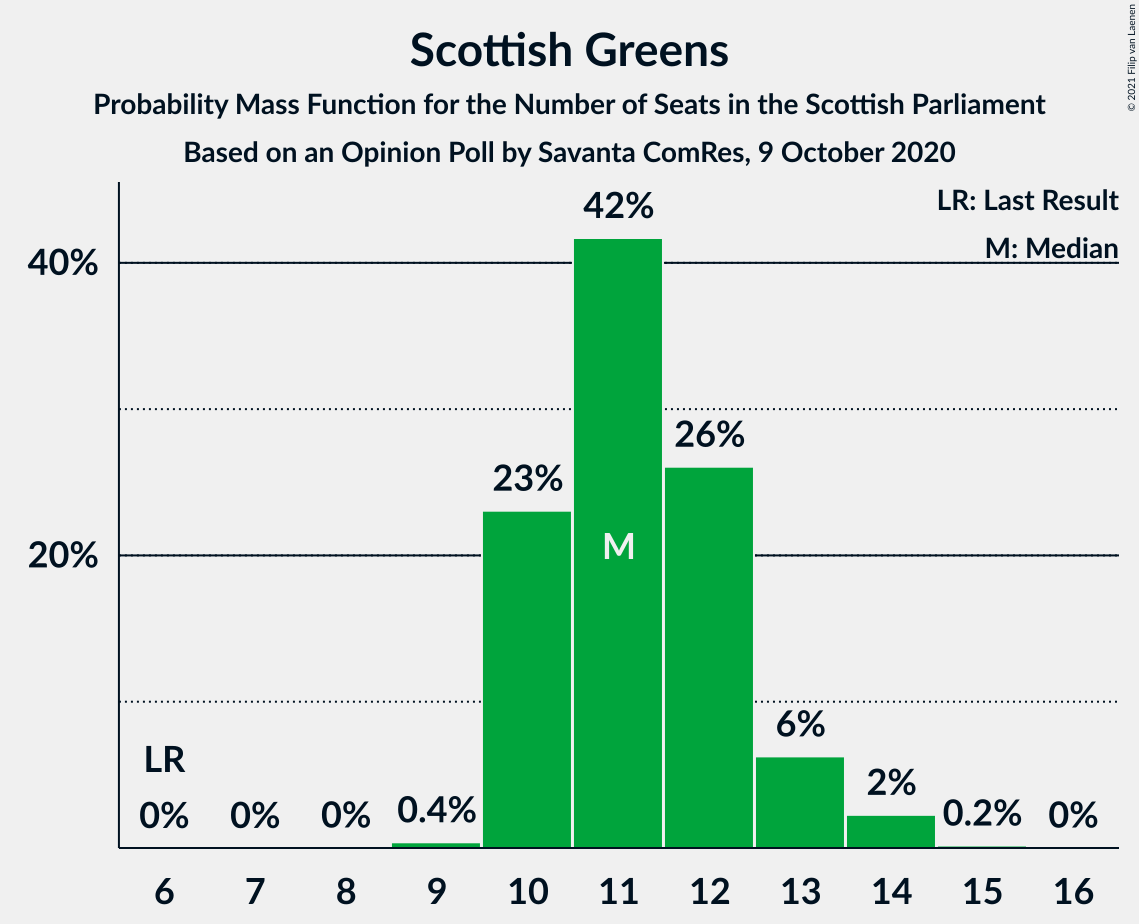 Scottish Greens
Probability Mass Function for the Number of Seats in the Scottish Parliament
Based on an Opinion Poll by Savanta ComRes, 9 October 2020
© 2021 Filip van Laenen
LR: Last Result
M: Median
42%
40%
26%
23%
M
20%
6%
LR
2%
0% 0% 0% 0.4% 0.2% 0%
6 7 8 9 10 11 12 13 14 15 16